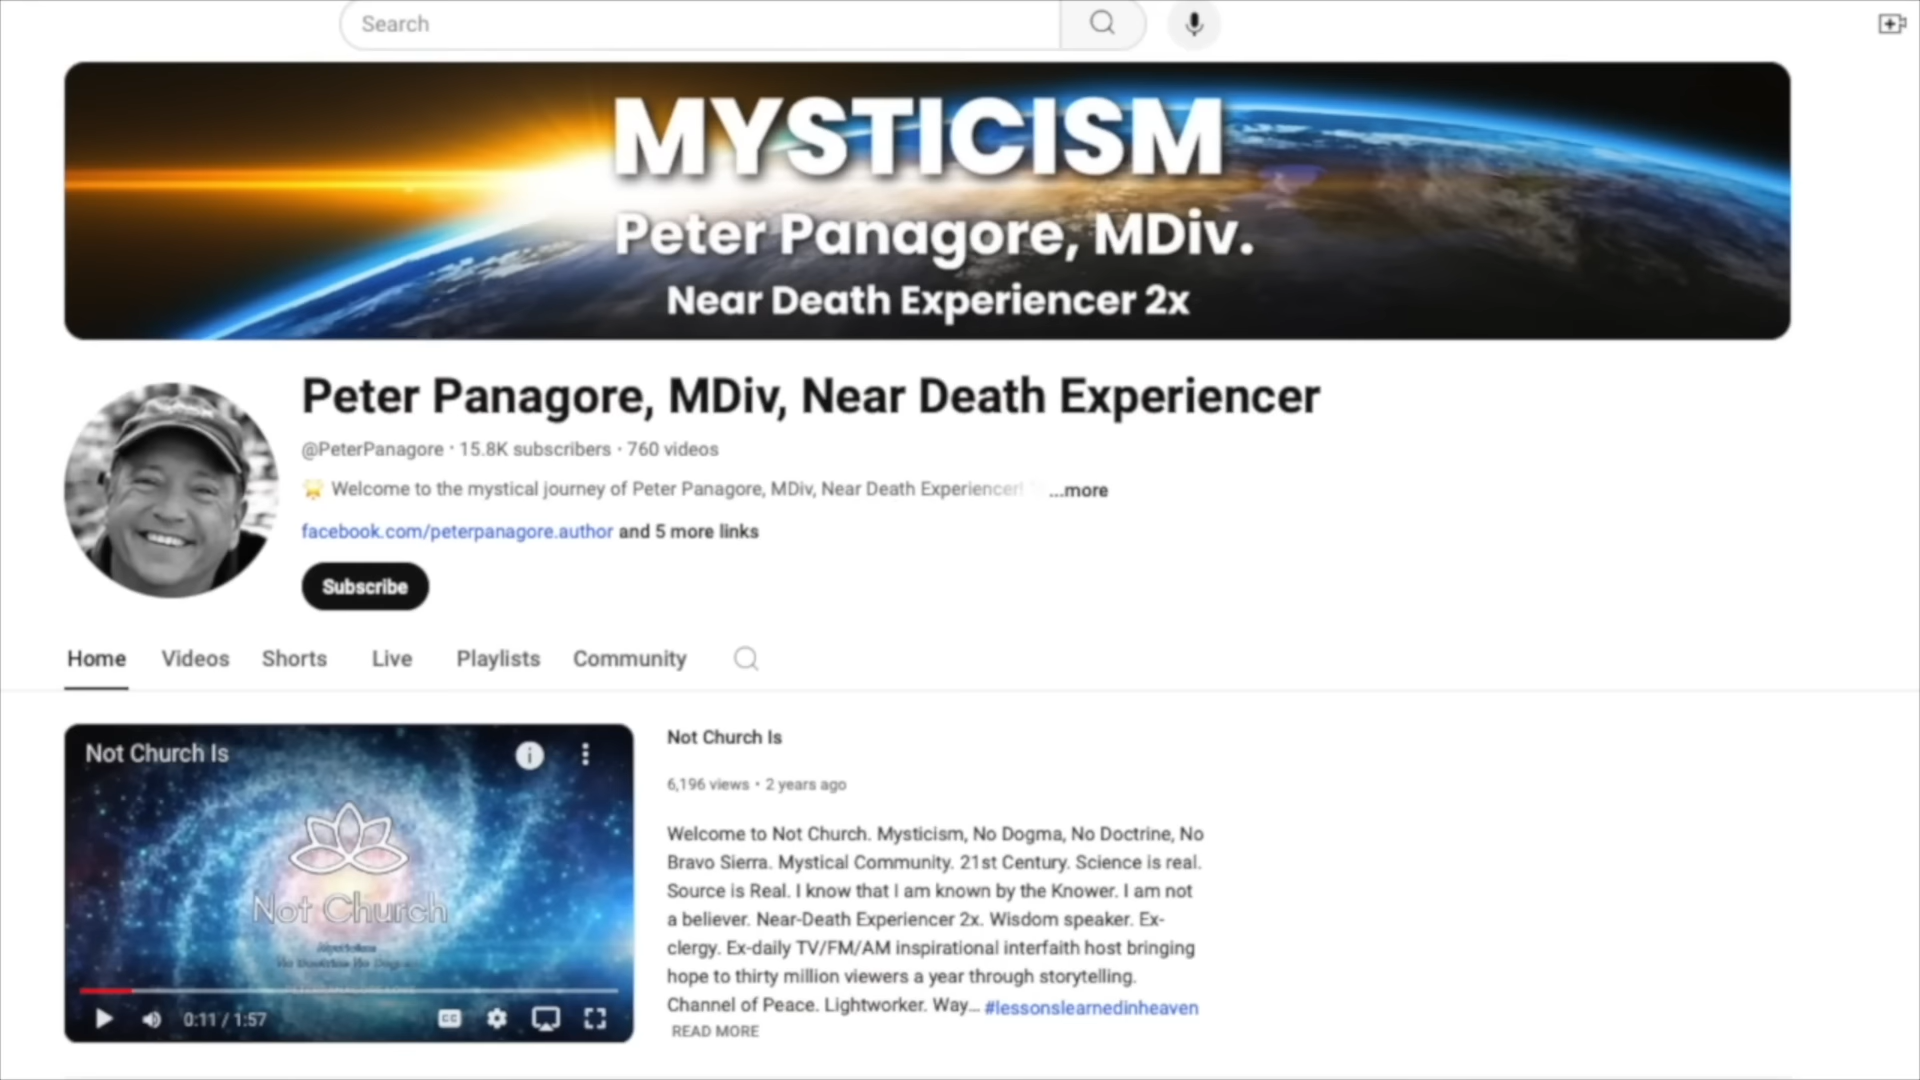 Search
MYSTICISM
Peter Panagore, MDiv.
Near Death Experiencer 2x
Peter Panagore, MDiv, Near Death Experiencer
@PeterPanagore · 15.8K subscribers · 760 videos
Welcome to the mystical journey of Peter Panagore, MDiv, Near Death Experiencer! ...more
facebook.com/peterpanagore.author and 5 more links
Subscribe
Home Videos Shorts Live Playlists Community
Not Church Is
Not Church
Mysticism
No Doctrine No Dogma
0:11 / 1:57
CC
Not Church Is
6,196 views · 2 years ago
Welcome to Not Church. Mysticism, No Dogma, No Doctrine, No
Bravo Sierra. Mystical Community. 21st Century. Science is real.
Source is Real. I know that I am known by the Knower. I am not
a believer. Near-Death Experiencer 2x. Wisdom speaker. Ex-
clergy. Ex-daily TV/FM/AM inspirational interfaith host bringing
hope to thirty million viewers a year through storytelling.
Channel of Peace. Lightworker. Way... #lessonslearnedinheaven
READ MORE